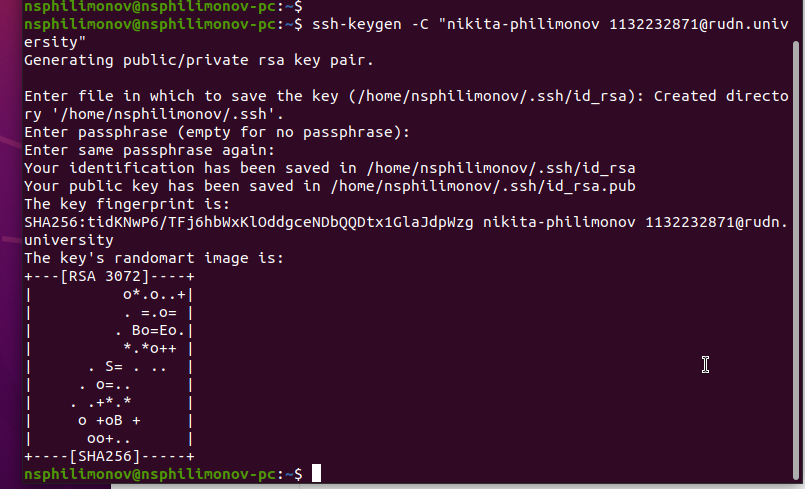 nsphilimonov@nsphilimonov-pc:~$
nsphilimonov@nsphilimonov-pc:~$ ssh-keygen -C "nikita-philimonov 1132232871@rudn.univ
ersity"
Generating public/private rsa key pair.

Enter file in which to save the key (/home/nsphilimonov/.ssh/id_rsa): Created directo
ry '/home/nsphilimonov/.ssh'.
Enter passphrase (empty for no passphrase):
Enter same passphrase again:
Your identification has been saved in /home/nsphilimonov/.ssh/id_rsa
Your public key has been saved in /home/nsphilimonov/.ssh/id_rsa.pub
The key fingerprint is:
SHA256:tidKNwP6/TFj6hbWxKlOddgceNDbQQDtx1GlaJdpWzg nikita-philimonov 1132232871@rudn.
university
The key's randomart image is:
+---[RSA 3072]----+
|          o*.o..+|
|          . =.o= |
|         . Bo=Eo.|
|          *.*o++ |
|      . S= . ..  |
|     . o=..      |
|    . .+*.*      |
|     o +oB +     |
|      oo+..      |
+----[SHA256]-----+
nsphilimonov@nsphilimonov-pc:~$